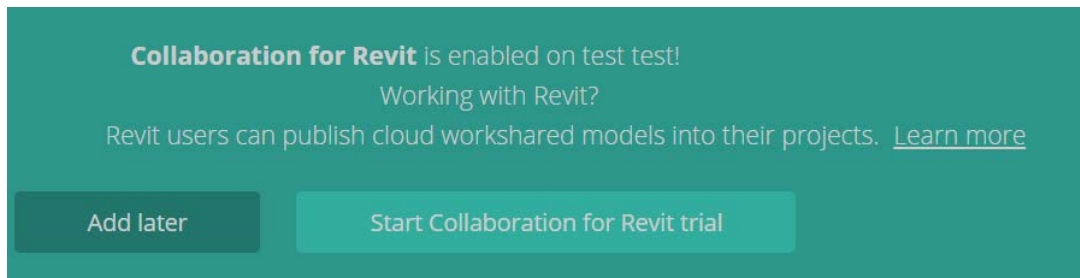 Collaboration for Revit is enabled on test test!
Working with Revit?
Revit users can publish cloud workshared models into their projects. Learn more
Add later
Start Collaboration for Revit trial